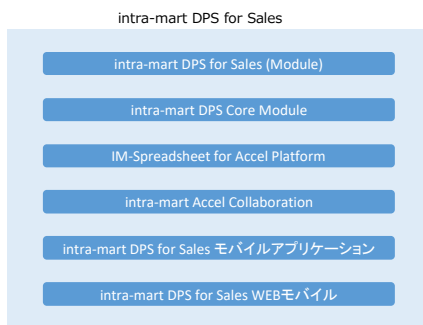 intra-mart DPS for Sales
intra-mart DPS for Sales (Module)
intra-mart DPS Core Module
IM-Spreadsheet for Accel Platform
intra-mart Accel Collaboration
intra-mart DPS for Sales モバイルアプリケーション
intra-mart DPS for Sales WEBモバイル